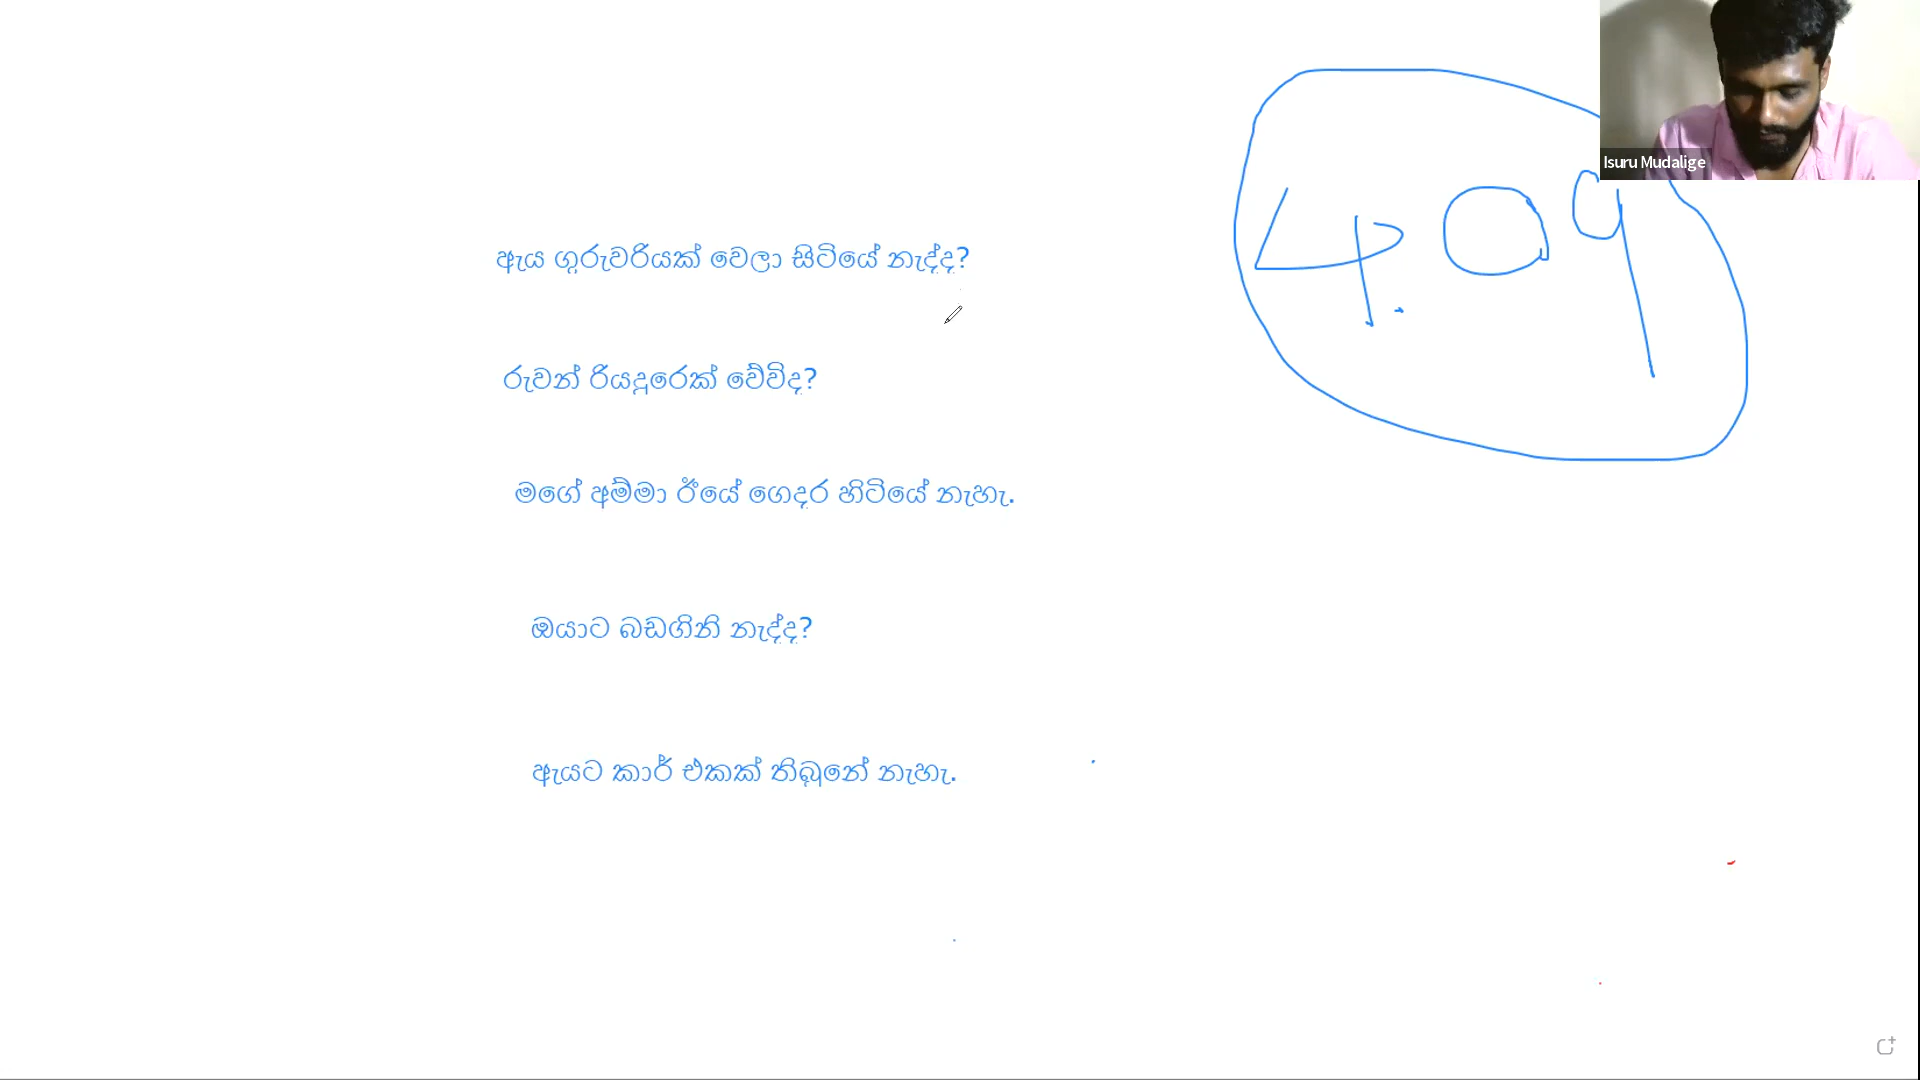 Isuru Mudalige
4.09
ඇය ගුරුවරියක් වෙලා සිටියේ නැද්ද?
රුවන් රියදුරෙක් වේවිද?
මගේ අම්මා ඊයේ ගෙදර හිටියේ නැහැ.
ඔයාට බඩගිනි නැද්ද?
ඇයට කාර් එකක් තිබුනේ නැහැ.